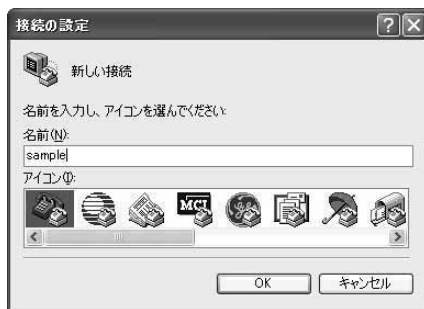 接続の設定
新しい接続
名前を入力し、アイコンを選んでください:
名前(N):
sample
アイコン(I):
MCI
OK
キャンセル